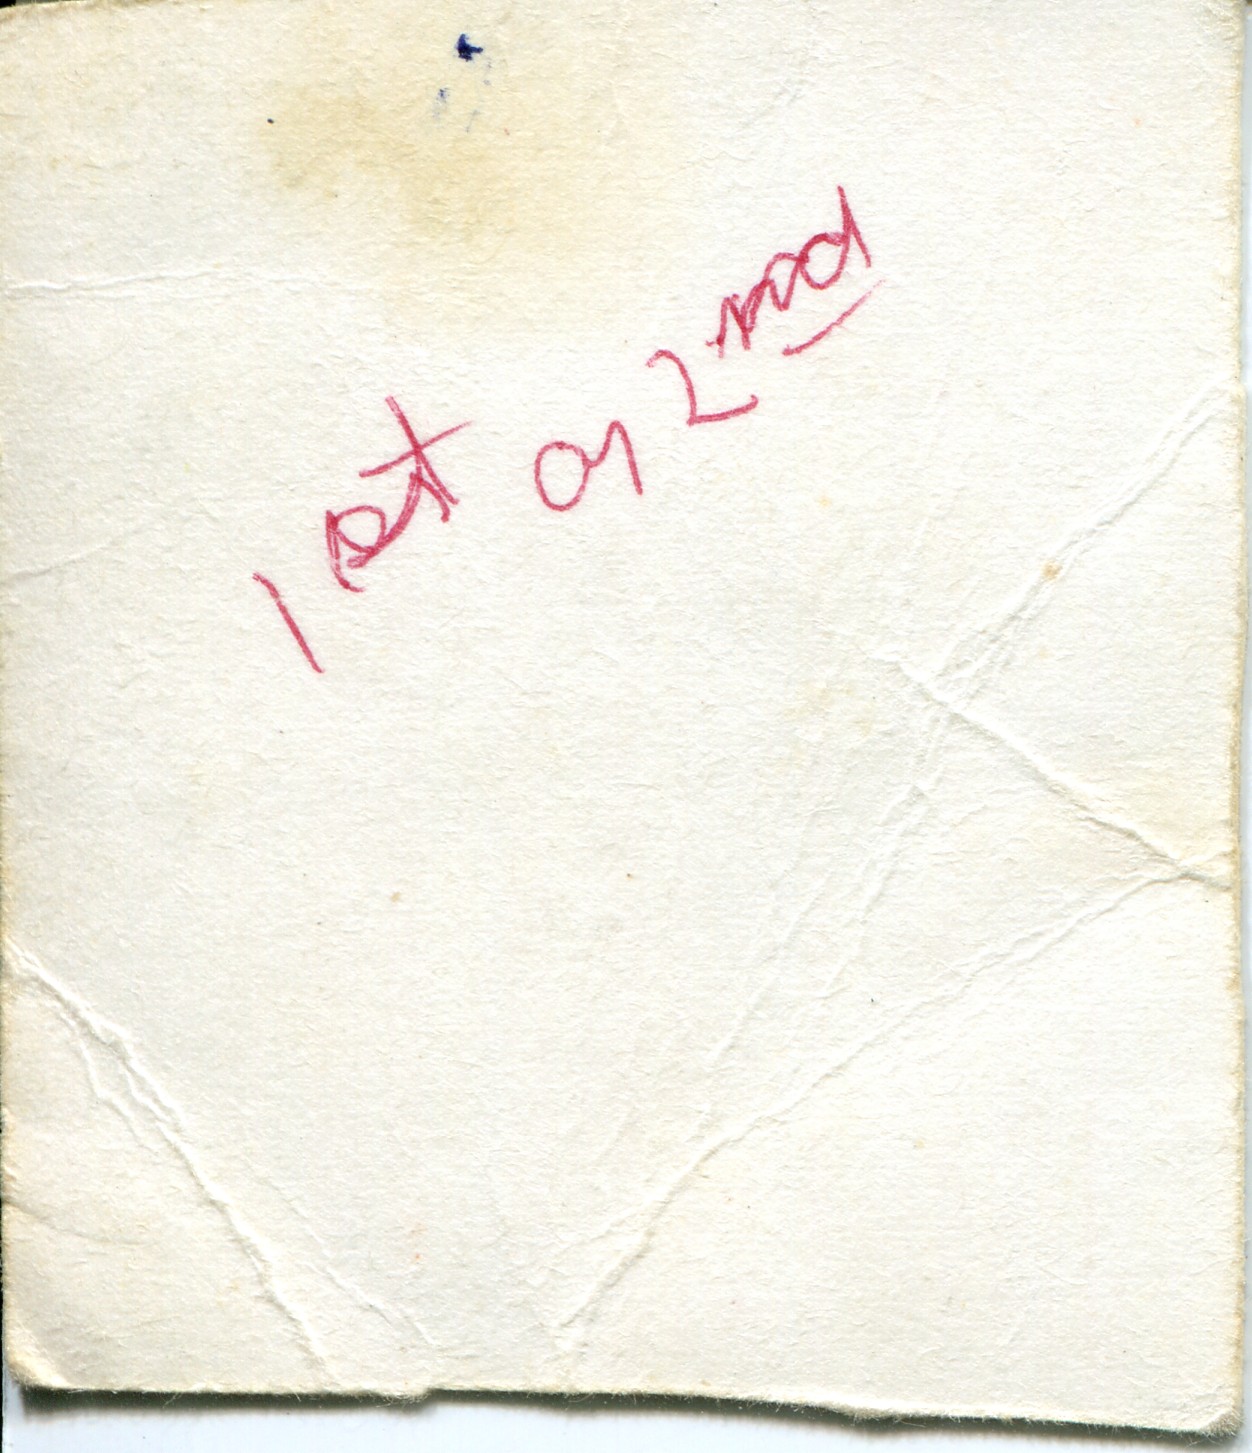 1st or 2nd